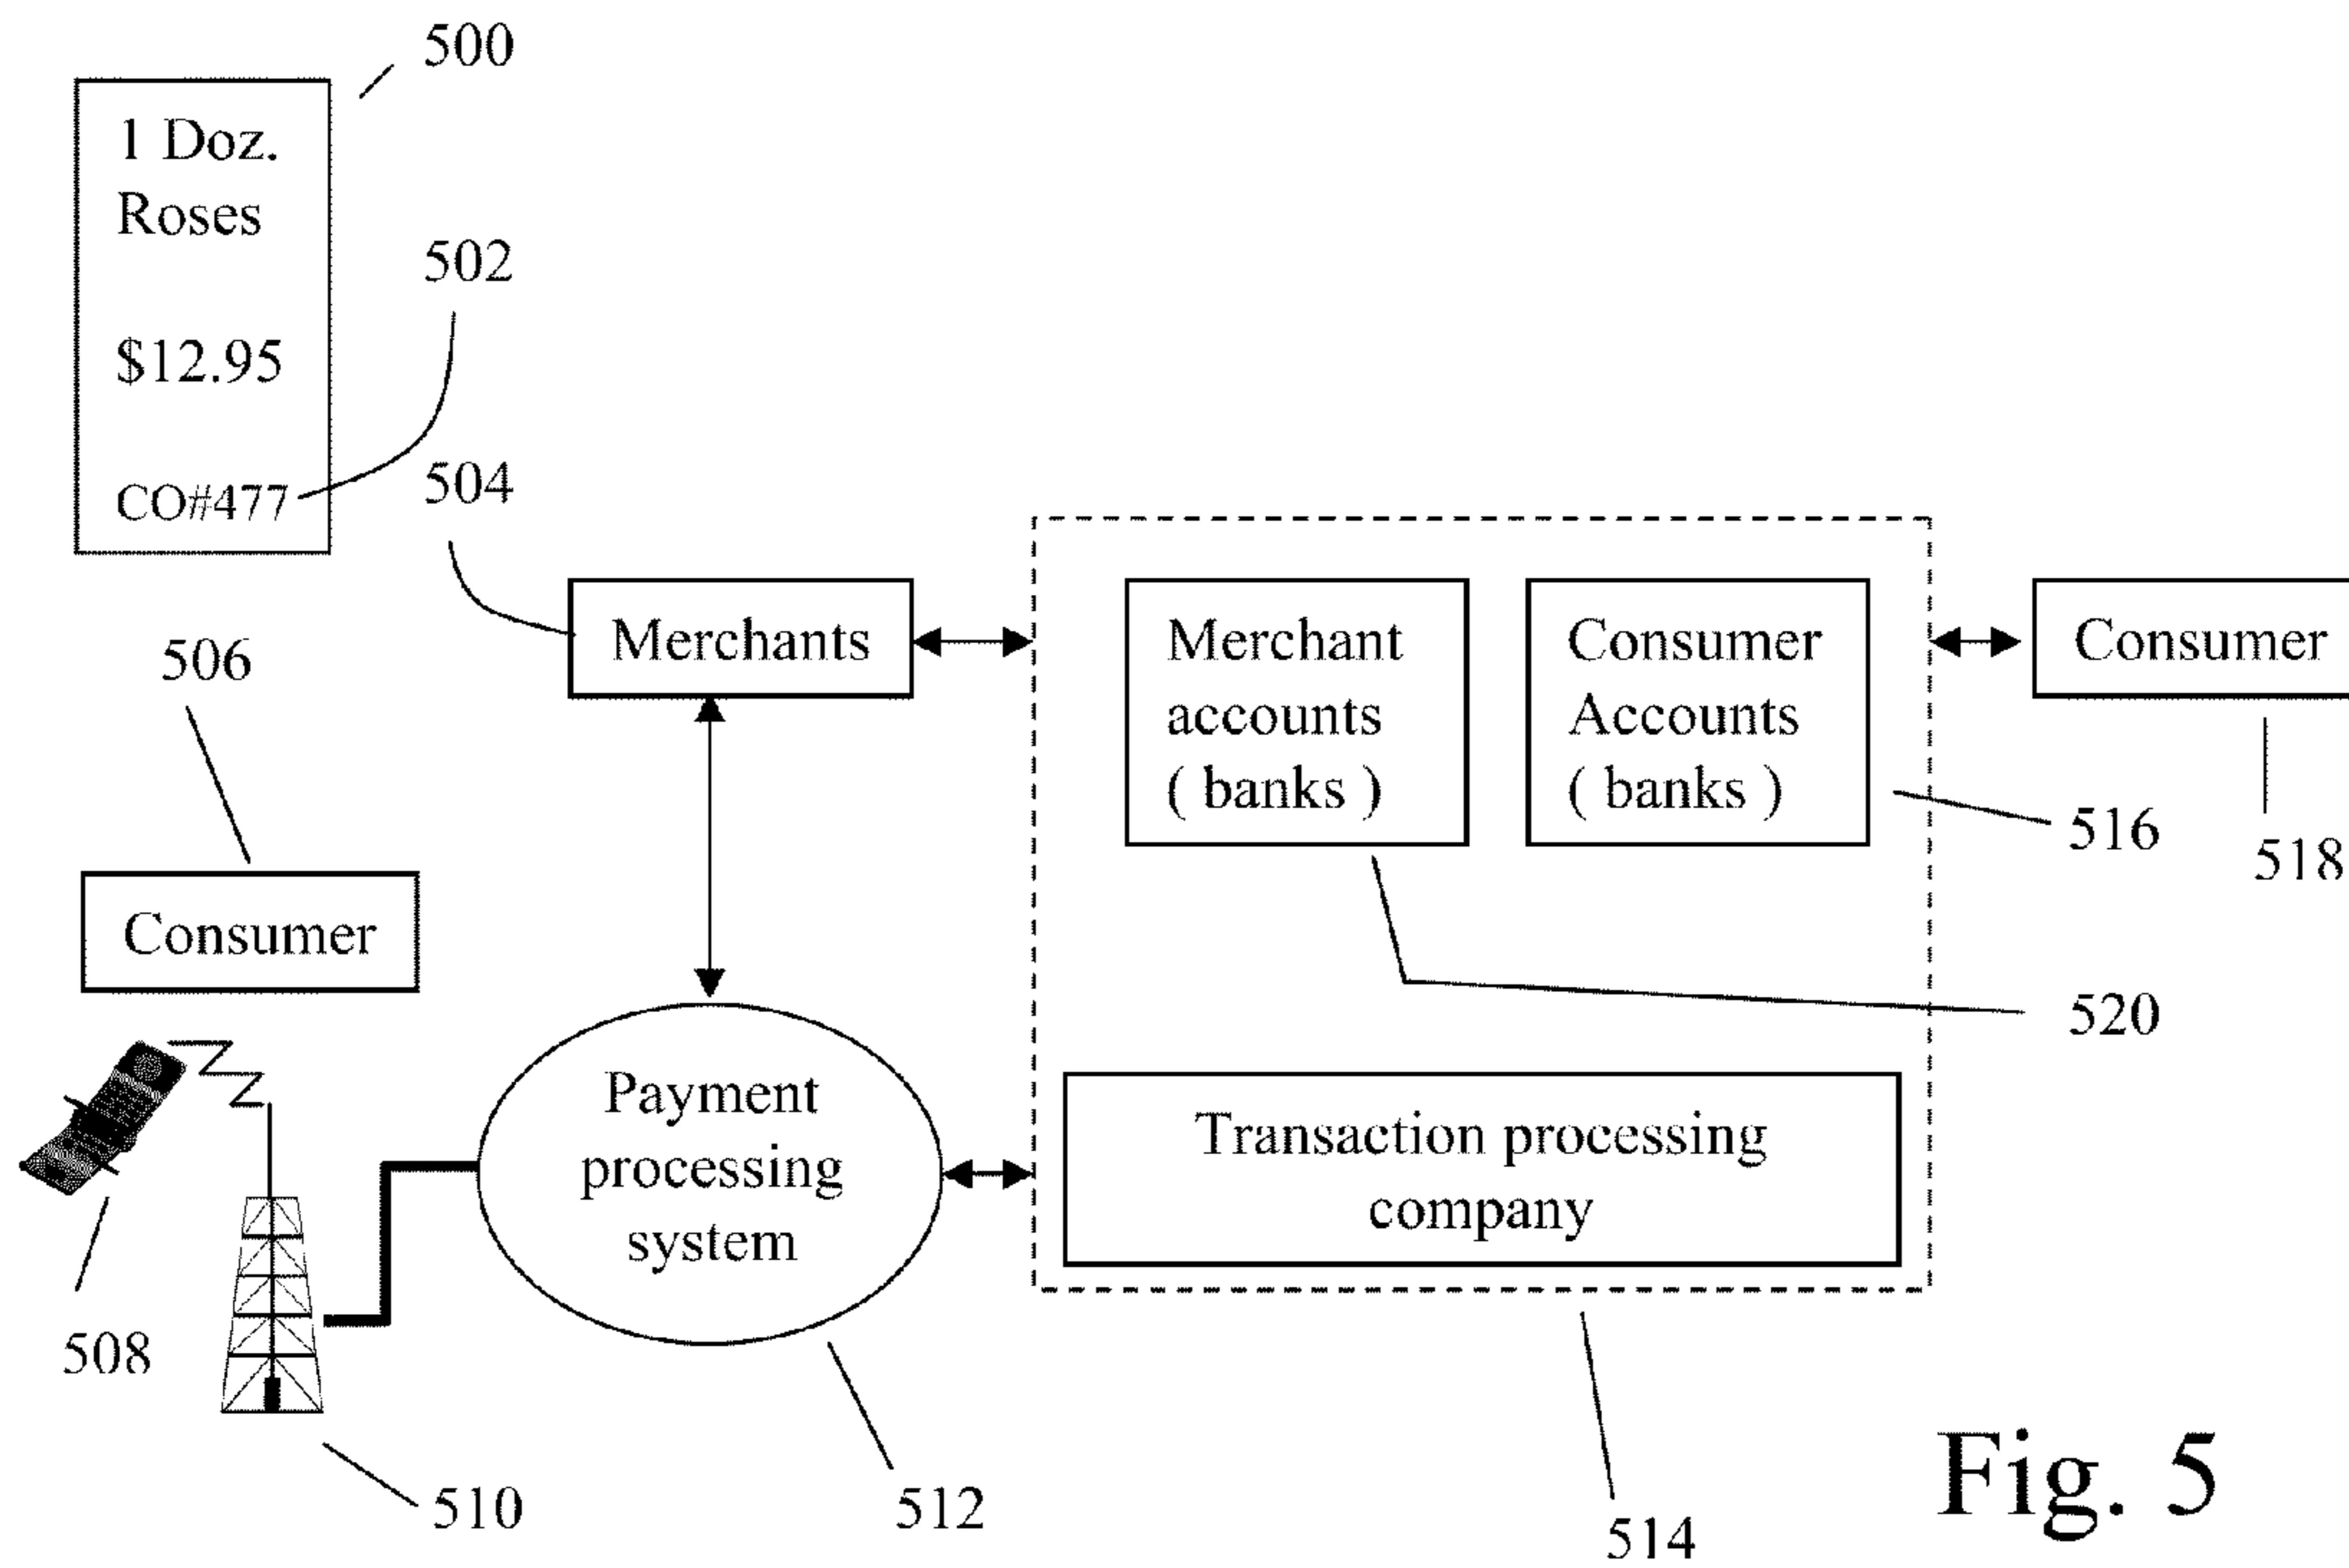 500
1 Doz.
Roses
$12.95
CO#477
502
504
506
Merchants
Merchant
accounts
( banks )
Consumer
Accounts
( banks )
Consumer
516
518
Consumer
520
Payment
processing
system
Transaction processing
company
508
510
512
514
Fig. 5